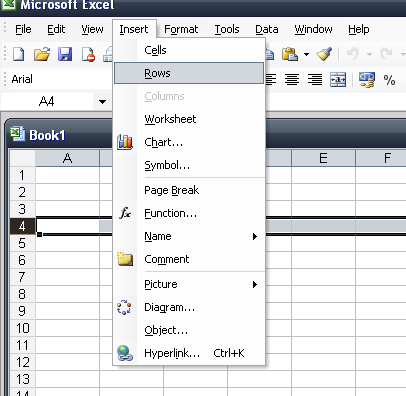 Microsoft Excel
File Edit View Insert Format Tools Data Window Help
Arial
A4
Book1
A E F
Cells
Rows
Columns
Worksheet
Chart...
Symbol...
Page Break
fx Function...
Name
Comment
Picture
Diagram...
Object...
Hyperlink... Ctrl+K
%
1
2
3
4
5
6
7
8
9
10
11
12
13
14